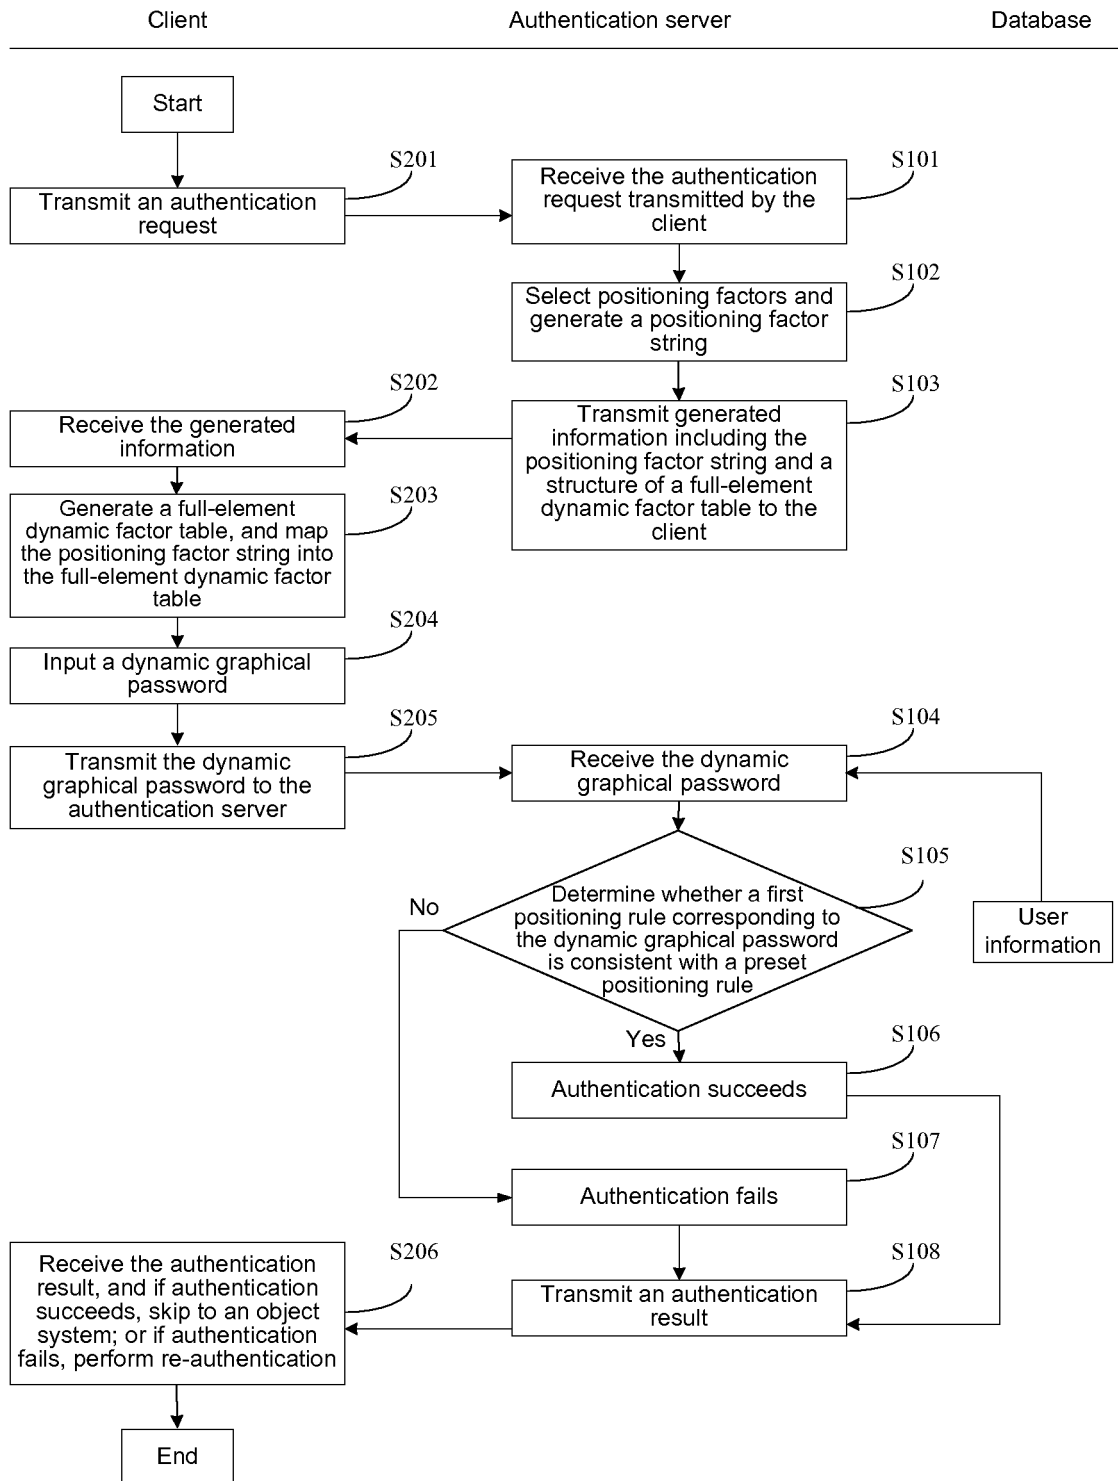 Client
Authentication server
Database
Start
S201
Transmit an authentication
request
S101
Receive the authentication
request transmitted by the
client
S102
Select positioning factors and
generate a positioning factor
string
S103
Transmit generated
information including the
positioning factor string and a
structure of a full-element
dynamic factor table to the
client
S202
Receive the generated
information
S203
Generate a full-element
dynamic factor table, and map
the positioning factor string into
the full-element dynamic factor
table
S204
Input a dynamic graphical
password
S205
Transmit the dynamic
graphical password to the
authentication server
S104
Receive the dynamic
graphical password
S105
Determine whether a first
positioning rule corresponding to
the dynamic graphical password
is consistent with a preset
positioning rule
No
Yes
User
information
S106
Authentication succeeds
S107
Authentication fails
S108
Transmit an authentication
result
S206
Receive the authentication
result, and if authentication
succeeds, skip to an object
system; or if authentication
fails, perform re-authentication
End